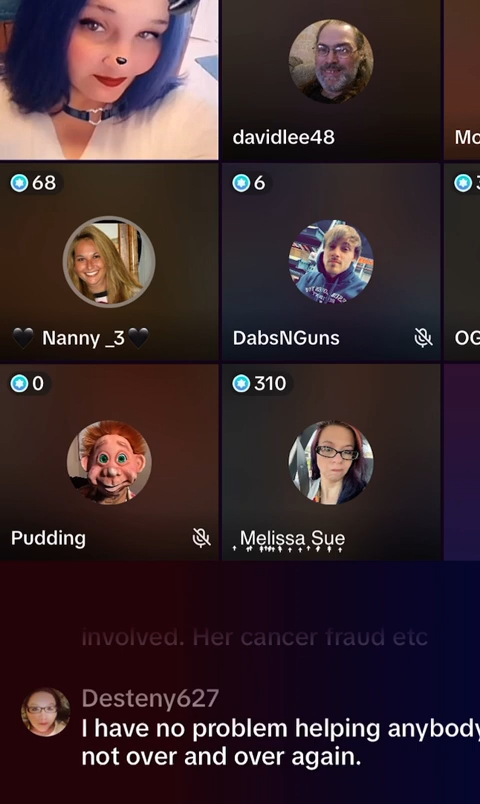 davidlee48
Mo
68
6
3
🖤 Nanny _3🖤
DabsNGuns
OG
0
310
Pudding
Melissa Sue
involved. Her cancer fraud etc
Desteny627
I have no problem helping anybody
not over and over again.